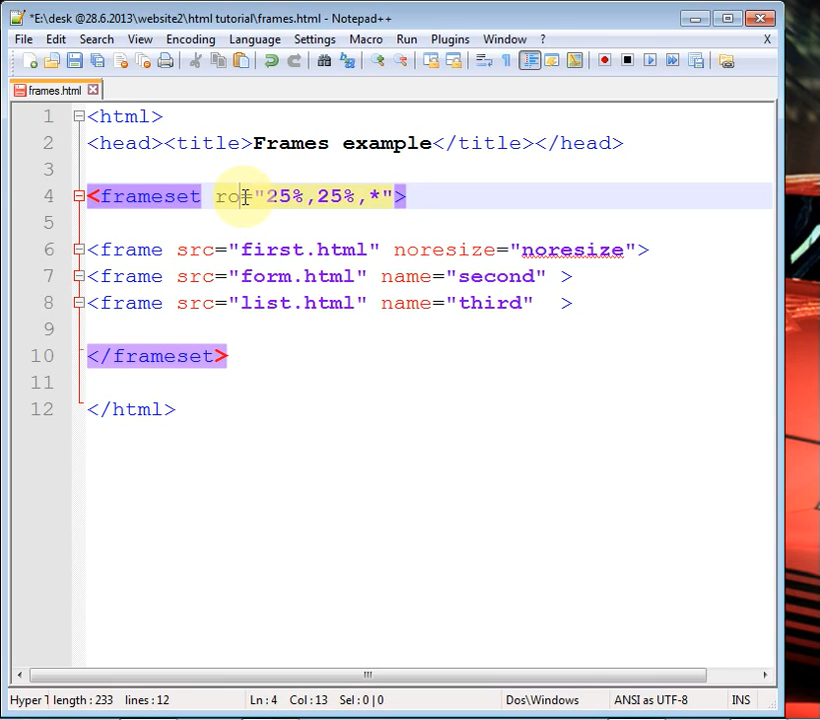 *E:\desk @28.6.2013\website2\html tutorial\frames.html - Notepad++
File Edit Search View Encoding Language Settings Macro Run Plugins Window ? X
frames.html
1 <html>
2 <head><title>Frames example</title></head>
3
4 <frameset ro="25%,25%,*">
5
6 <frame src="first.html" noresize="noresize">
7 <frame src="form.html" name="second" >
8 <frame src="list.html" name="third"  >
9
10 </frameset>
11
12 </html>
Hyper T length : 233 lines : 12 Ln : 4 Col : 13 Sel : 0 | 0 Dos\Windows ANSI as UTF-8 INS